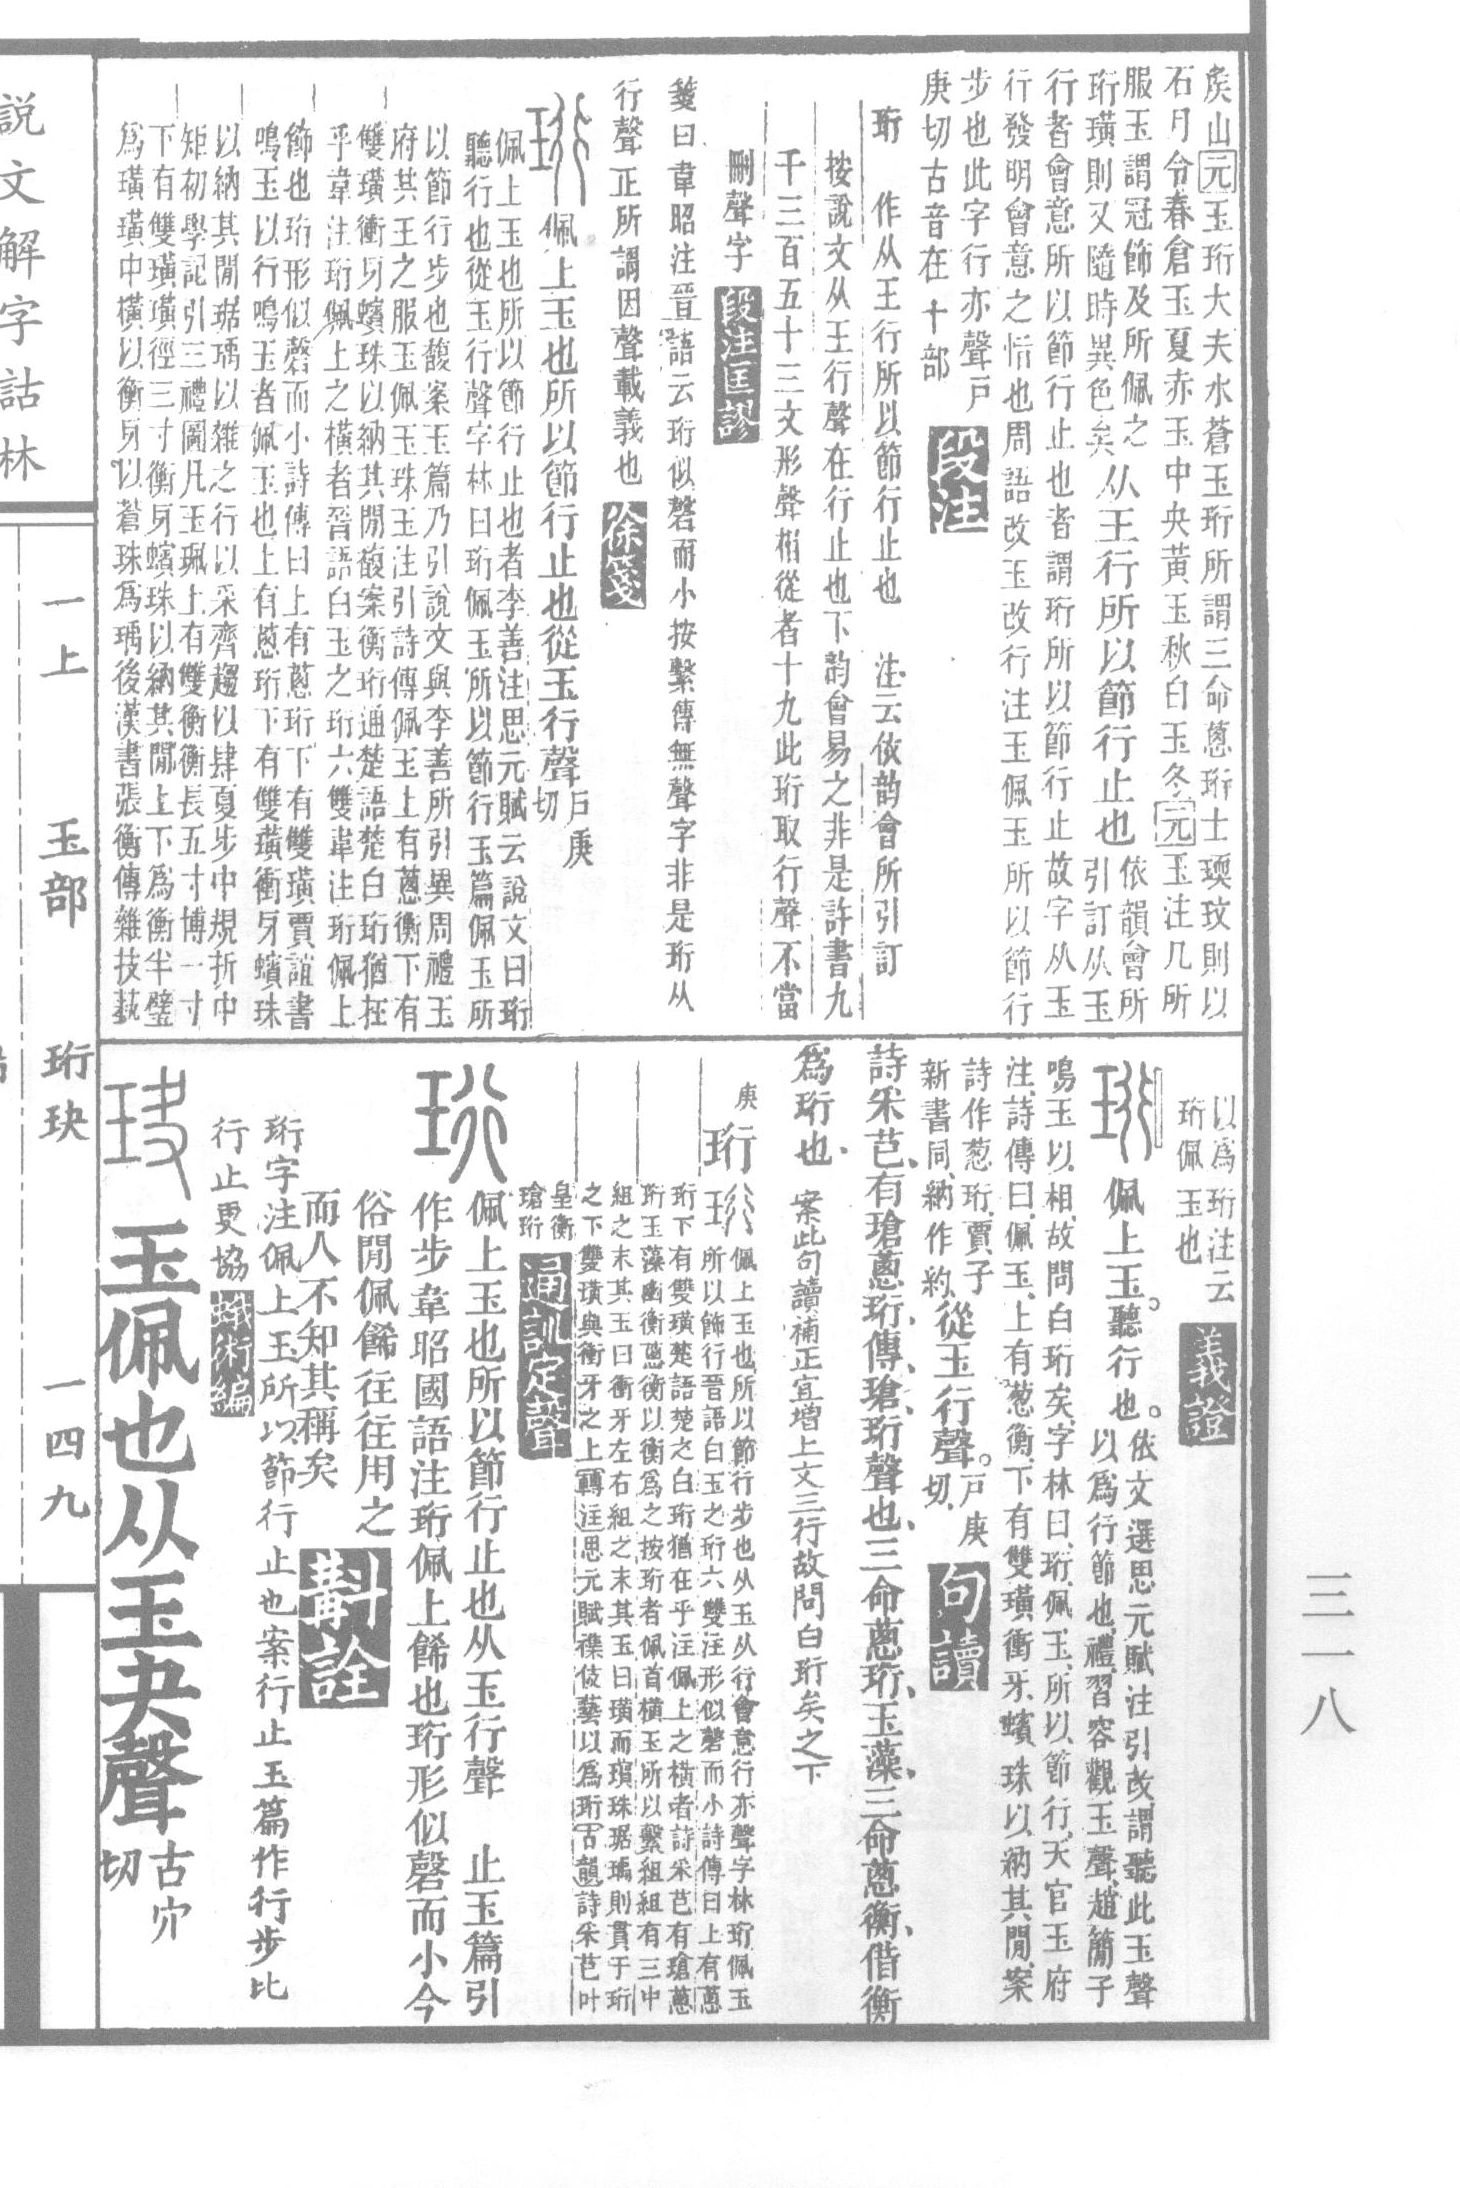 矦山元玉珩大夫水蒼玉珩所謂三命蔥珩士瓀玟則以
石月令春倉玉夏赤玉中央黃玉秋白玉冬元玉注凡所
服玉謂冠飾及所佩之
珩璜則又隨時異色矣
从王行所以節行止也
依韻會所
引訂从玉
行者會意所以節行止也者謂珩所以節行止故字从玉
行發明會意之恉也周語改玉改行注玉佩玉所以節行
步也此字行亦聲戸
庚切古音在十部
段注
珩 作从王行所以節行止也 注云依韵會所引訂
按說文从王行聲在行止也下韵會易之非是許書九
千三百五十三文形聲相從者十九此珩取行聲不當
刪聲字
段注匡謬
箋曰韋昭注晉語云珩似磬而小按繫傳無聲字非是珩从
行聲正所謂因聲載義也
徐箋
佩上玉也所以節行止也從玉行聲
戶庚
切
佩上玉也所以節行止也者李善注思元賦云說文曰珩
聽行也從玉行聲字林曰珩佩玉所以節行玉篇佩玉所
以節行步也馥案玉篇乃引說文與李善所引異周禮玉
府其王之服玉佩玉珠玉注引詩傳佩玉上有蔥衡下有
雙璜衝牙蠙珠以納其閒馥案衡珩通楚語楚白珩猶在
乎韋注珩佩上之橫者晉語白玉之珩六雙韋注珩佩上
飾也珩形似磬而小詩傳曰上有蔥珩下有雙璜賈誼書
鳴玉以行鳴玉者佩玉也上有蔥珩下有雙璜衝牙蠙珠
以納其閒琚瑀以雜之行以采齊趨以肆夏步中規折中
矩初學記引三禮圖凡玉珮上有雙衡衡長五寸博一寸
下有雙璜璜徑三寸衡牙蠙珠以納其閒上下為衡半璧
為璜璜中橫以衡牙以蒼珠為瑀後漢書張衡傳雜技藝
以為珩注云
珩佩玉也
義證
佩上玉。聽行也。
依文選思元賦注引改謂聽此玉聲
以為行節也、禮、習容觀玉聲、趙簡子
鳴玉以、相、故問白珩矣、字林曰、珩、佩玉、所以節行、天官玉府
注、詩傳曰、佩玉、上有葱衡、下有雙璜、衝牙、蠙珠以納其閒、案
詩作葱珩、賈子
新書同、納作約、
從玉行聲。
戸庚
切、
句讀
詩采芑、有瑲蔥珩、傳、瑲、珩聲也、三命蔥珩、玉藻、三命蔥衡、借衡
為珩也、 案此句讀、補正宜增上文三行故問白珩矣之下
庚
珩
佩上玉也所以節行步也从玉从行會意行亦聲字林珩佩玉
所以飾行晉語白玉之珩六雙注形似磬而小詩傳曰上有蔥
珩下有雙璜楚語楚之白珩猶在乎注佩上之橫者詩采芑有瑲蔥
珩玉藻幽衡蔥衡以衡為之按珩者佩首橫玉所以繫組組有三中
組之末其玉曰衝牙左右組之末其玉曰璜而璸珠琚瑀則貫于珩
之下雙璜與衝牙之上轉注思元賦襍伎藝以為珩古韻詩采芑叶
皇衡
瑲珩
通訓定聲
佩上玉也所以節行止也从玉行聲 止玉篇引
作步韋昭國語注珩佩上餙也珩形似磬而小今
俗閒佩餙往往用之
而人不知其稱矣
斠詮
珩字注佩上玉所以節行止也案行止玉篇作行步比
行止更協
蛾術編
玉佩也从玉夬聲
古穴
切
說文解字詁林
一上 玉部 珩玦
一四九
三一八